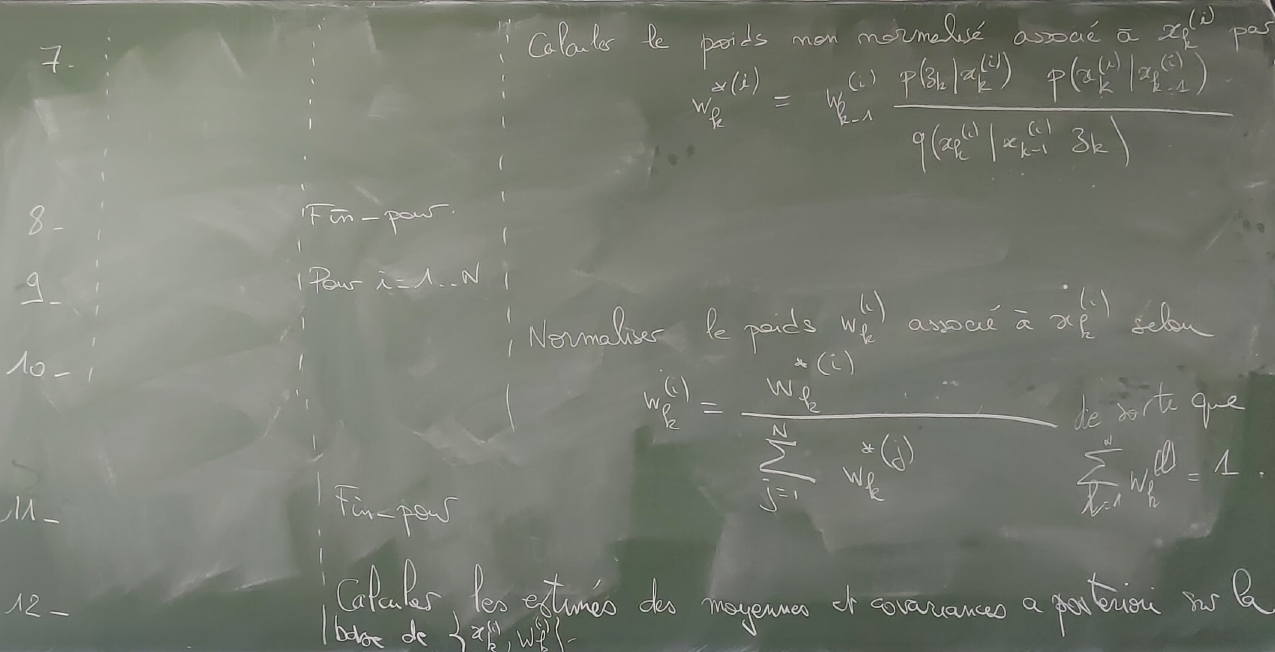 7. Calculer le poids non normalisé associé à x_k^{(i)} par
w_k^{*(i)} = w_{k-1}^{(i)} \frac{p(z_k|x_k^{(i)}) p(x_k^{(i)}|x_{k-1}^{(i)})}{q(x_k^{(i)}|x_{k-1}^{(i)} z_k)}
8- Fin-pour.
9- Pour i=1..N
10- Normaliser le poids w_k^{(i)} associé à x_k^{(i)} selon
w_k^{(i)} = \frac{w_k^{*(i)}}{\sum_{j=1}^{N} w_k^{*(j)}} de sorte que \sum_{l=1}^{N} w_k^{(l)} = 1.
11- Fin-pour
12- Calculer les estimés des moyennes et covariances a posteriori sur la
base de {x_k^{(i)}, w_k^{(i)}}-